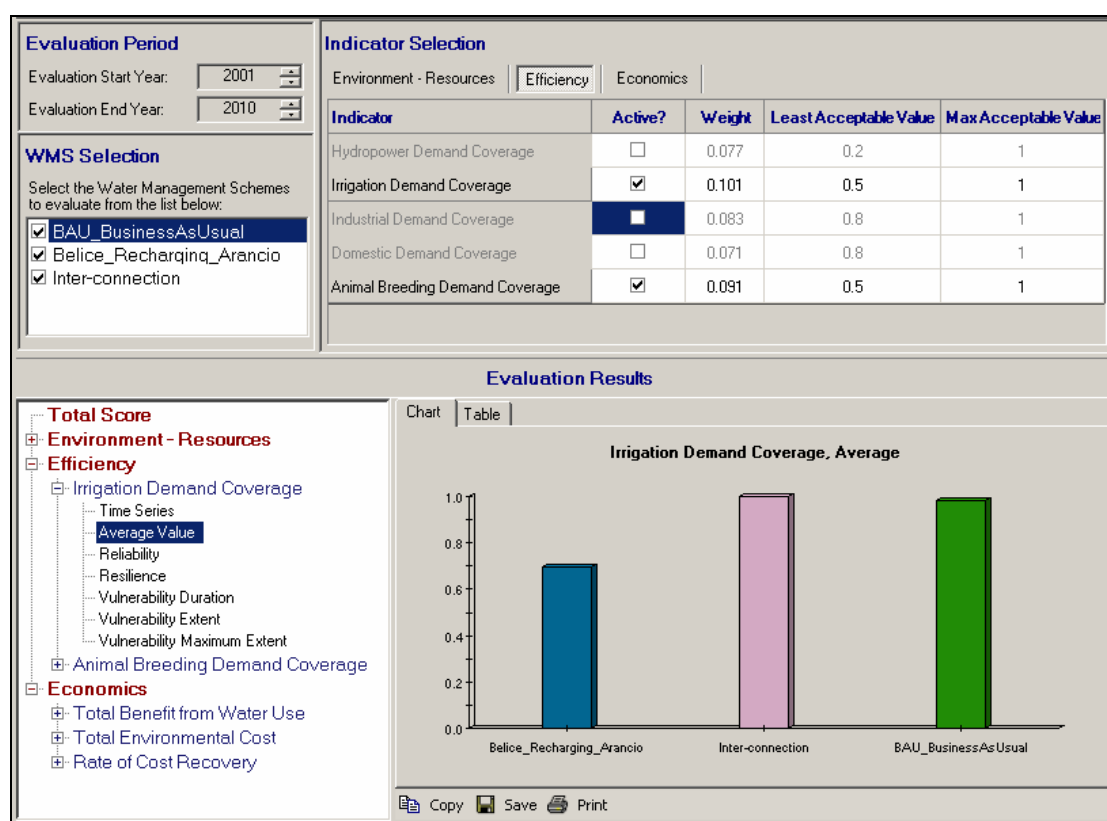 Evaluation Period
Evaluation Start Year: 2001
Evaluation End Year: 2010
WMS Selection
Select the Water Management Schemes
to evaluate from the list below:
BAU_BusinessAsUsual
Belice_Recharging_Arancio
Inter-connection
Indicator Selection
Environment - Resources Efficiency Economics
Indicator Active? Weight Least Acceptable Value Max Acceptable Value
Hydropower Demand Coverage 0.077 0.2 1
Irrigation Demand Coverage 0.101 0.5 1
Industrial Demand Coverage 0.083 0.8 1
Domestic Demand Coverage 0.071 0.8 1
Animal Breeding Demand Coverage 0.091 0.5 1
Evaluation Results
Total Score
Environment - Resources
Efficiency
Irrigation Demand Coverage
Time Series
Average Value
Reliability
Resilience
Vulnerability Duration
Vulnerability Extent
Vulnerability Maximum Extent
Animal Breeding Demand Coverage
Economics
Total Benefit from Water Use
Total Environmental Cost
Rate of Cost Recovery
Chart Table
Irrigation Demand Coverage, Average
1.0
0.8
0.6
0.4
0.2
0.0
Belice_Recharging_Arancio Inter-connection BAU_BusinessAsUsual
Copy Save Print